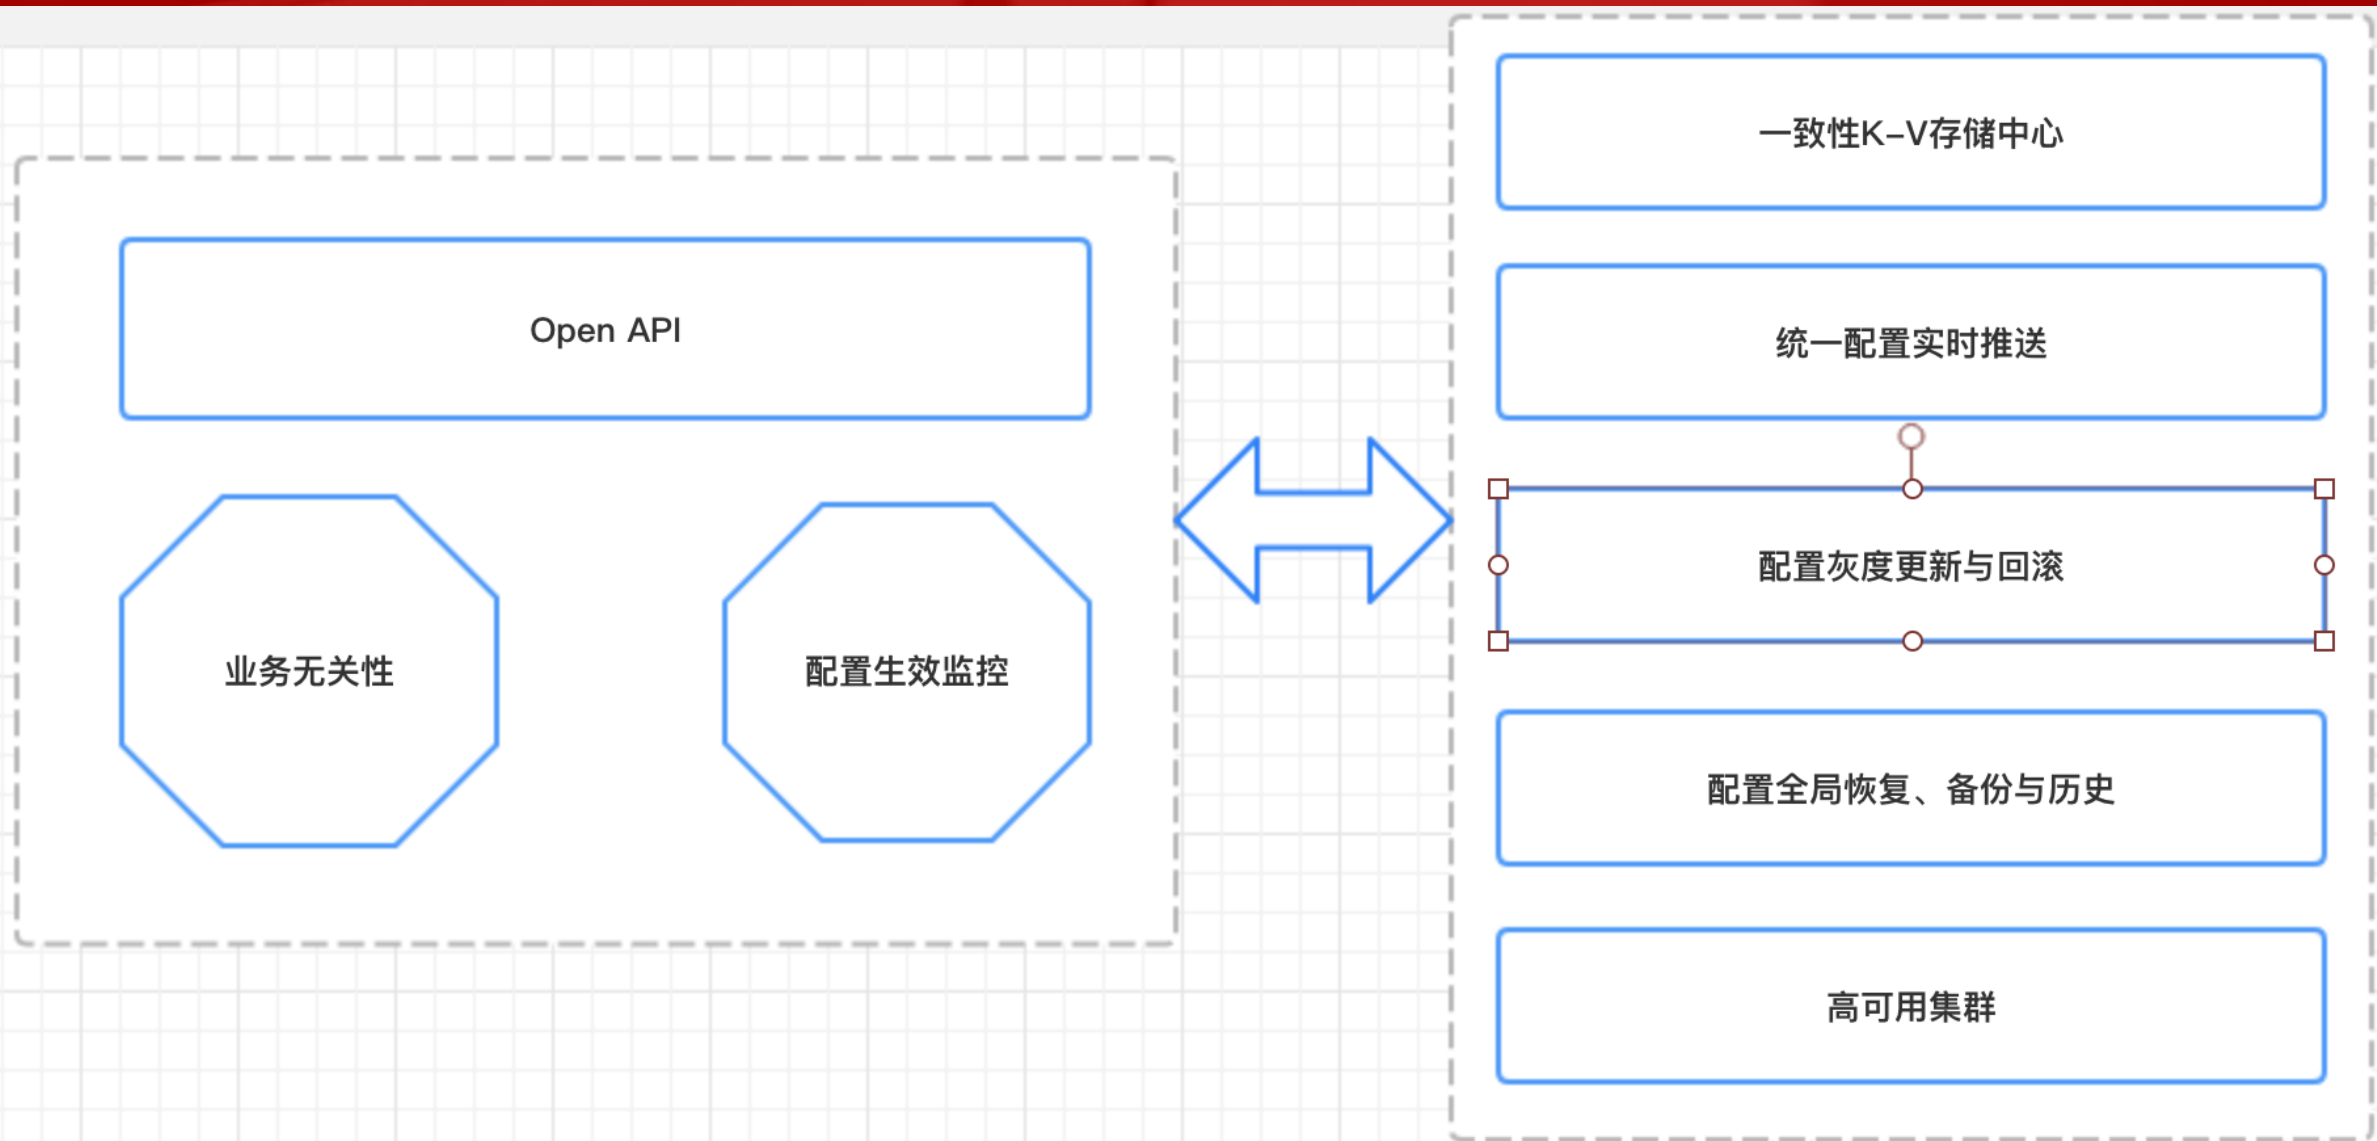 Open API
业务无关性
配置生效监控
一致性K-V存储中心
统一配置实时推送
配置灰度更新与回滚
配置全局恢复、备份与历史
高可用集群